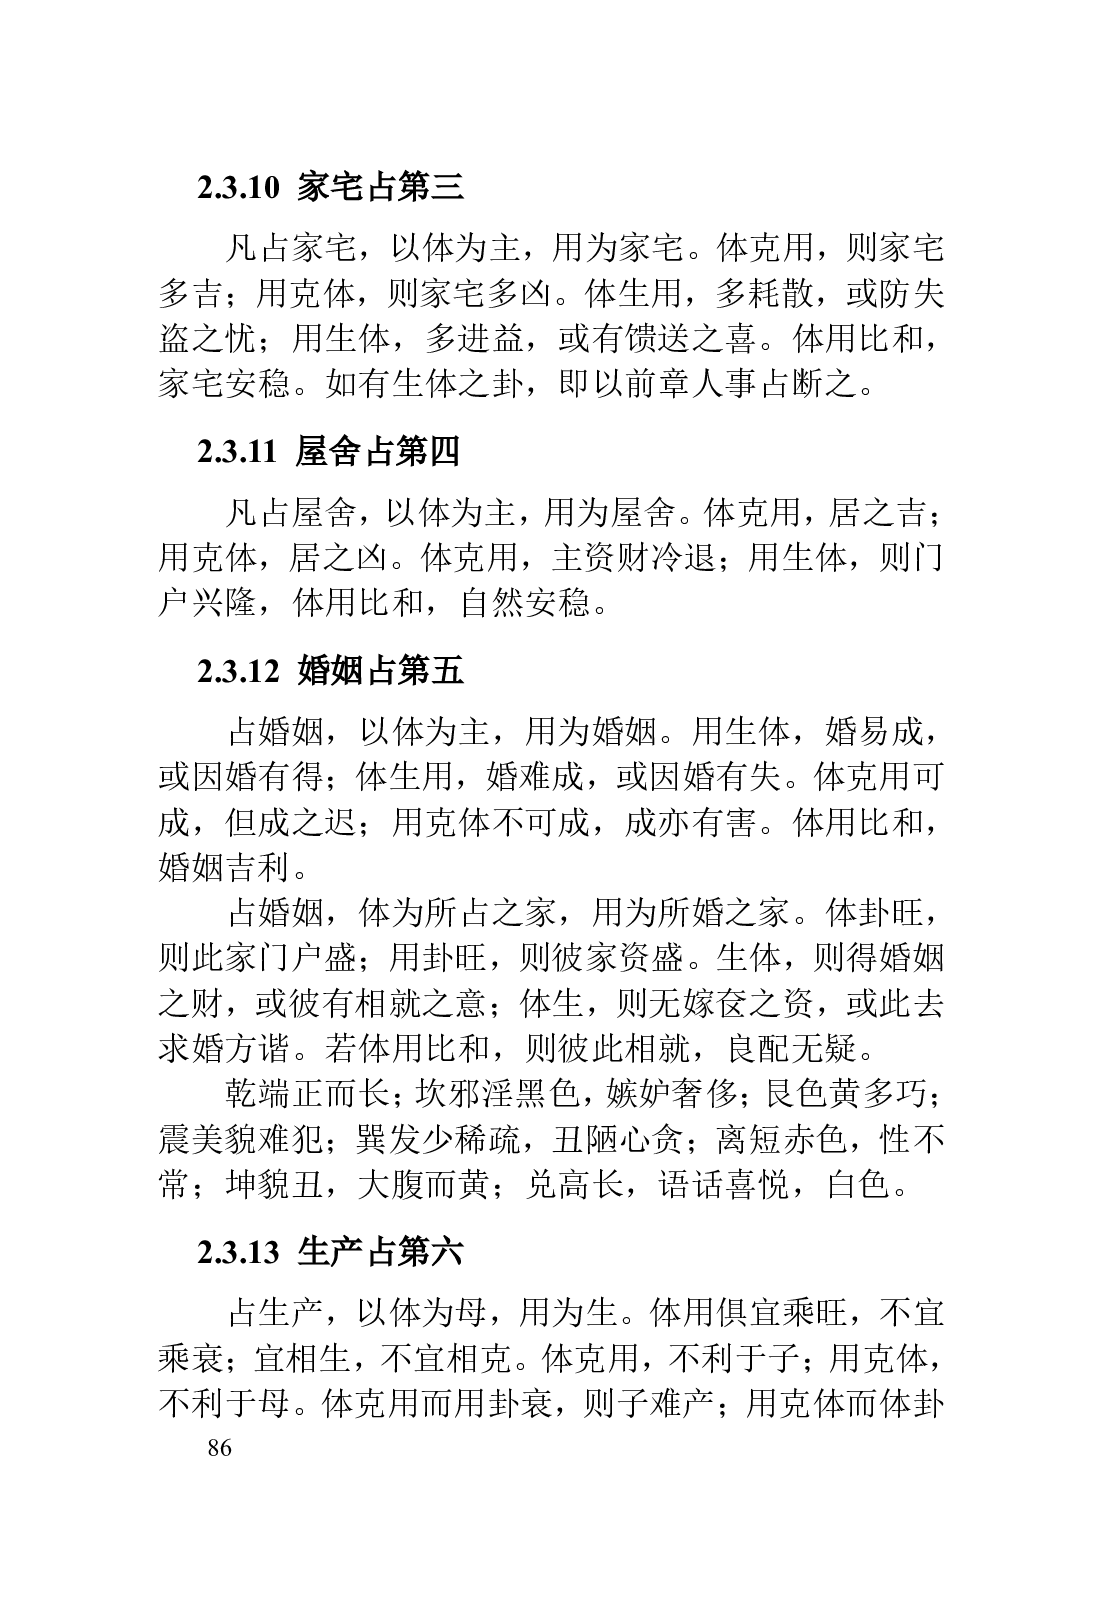 2.3.10 家宅占第三
凡占家宅，以体为主，用为家宅。体克用，则家宅
多吉；用克体，则家宅多凶。体生用，多耗散，或防失
盗之忧；用生体，多进益，或有馈送之喜。体用比和，
家宅安稳。如有生体之卦，即以前章人事占断之。
2.3.11 屋舍占第四
凡占屋舍，以体为主，用为屋舍。体克用，居之吉；
用克体，居之凶。体克用，主资财冷退；用生体，则门
户兴隆，体用比和，自然安稳。
2.3.12 婚姻占第五
占婚姻，以体为主，用为婚姻。用生体，婚易成，
或因婚有得；体生用，婚难成，或因婚有失。体克用可
成，但成之迟；用克体不可成，成亦有害。体用比和，
婚姻吉利。
占婚姻，体为所占之家，用为所婚之家。体卦旺，
则此家门户盛；用卦旺，则彼家资盛。生体，则得婚姻
之财，或彼有相就之意；体生，则无嫁奁之资，或此去
求婚方谐。若体用比和，则彼此相就，良配无疑。
乾端正而长；坎邪淫黑色，嫉妒奢侈；艮色黄多巧；
震美貌难犯；巽发少稀疏，丑陋心贪；离短赤色，性不
常；坤貌丑，大腹而黄；兑高长，语话喜悦，白色。
2.3.13 生产占第六
占生产，以体为母，用为生。体用俱宜乘旺，不宜
乘衰；宜相生，不宜相克。体克用，不利于子；用克体，
不利于母。体克用而用卦衰，则子难产；用克体而体卦
86